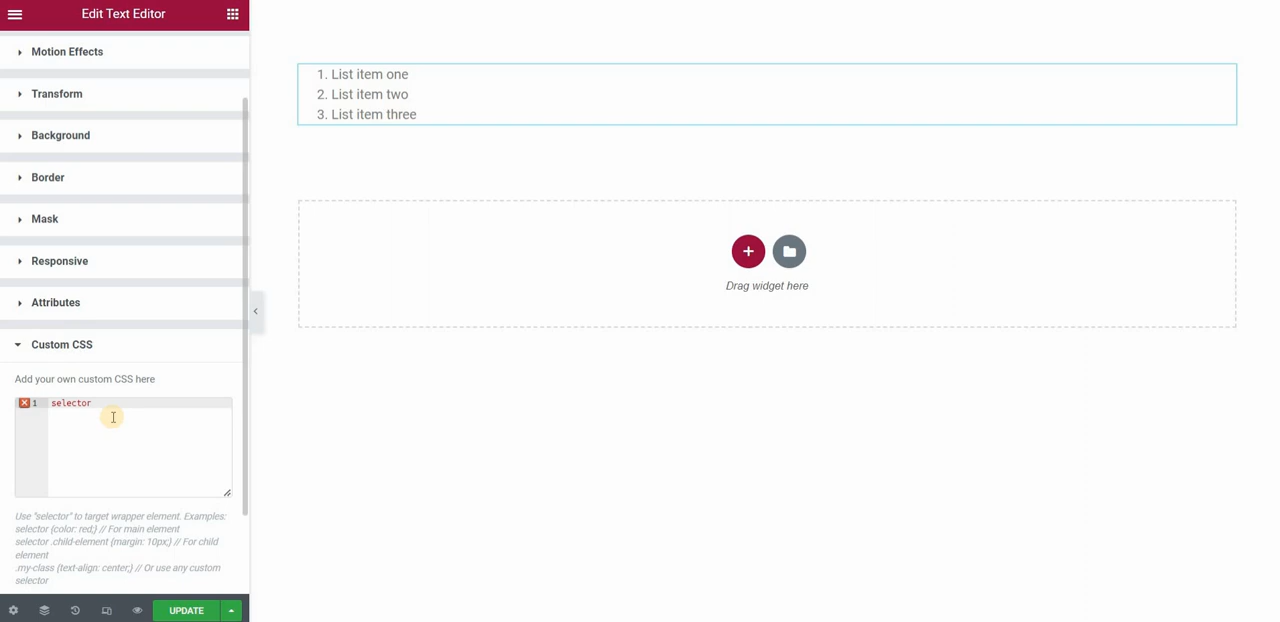 Edit Text Editor
Motion Effects
Transform
Background
Border
Mask
Responsive
Attributes
Custom CSS
Add your own custom CSS here
1 selector
Use "selector" to target wrapper element. Examples:
selector {color: red;} // For main element
selector .child-element {margin: 10px;} // For child
element
.my-class {text-align: center;} // Or use any custom
selector
UPDATE
1. List item one
2. List item two
3. List item three
Drag widget here